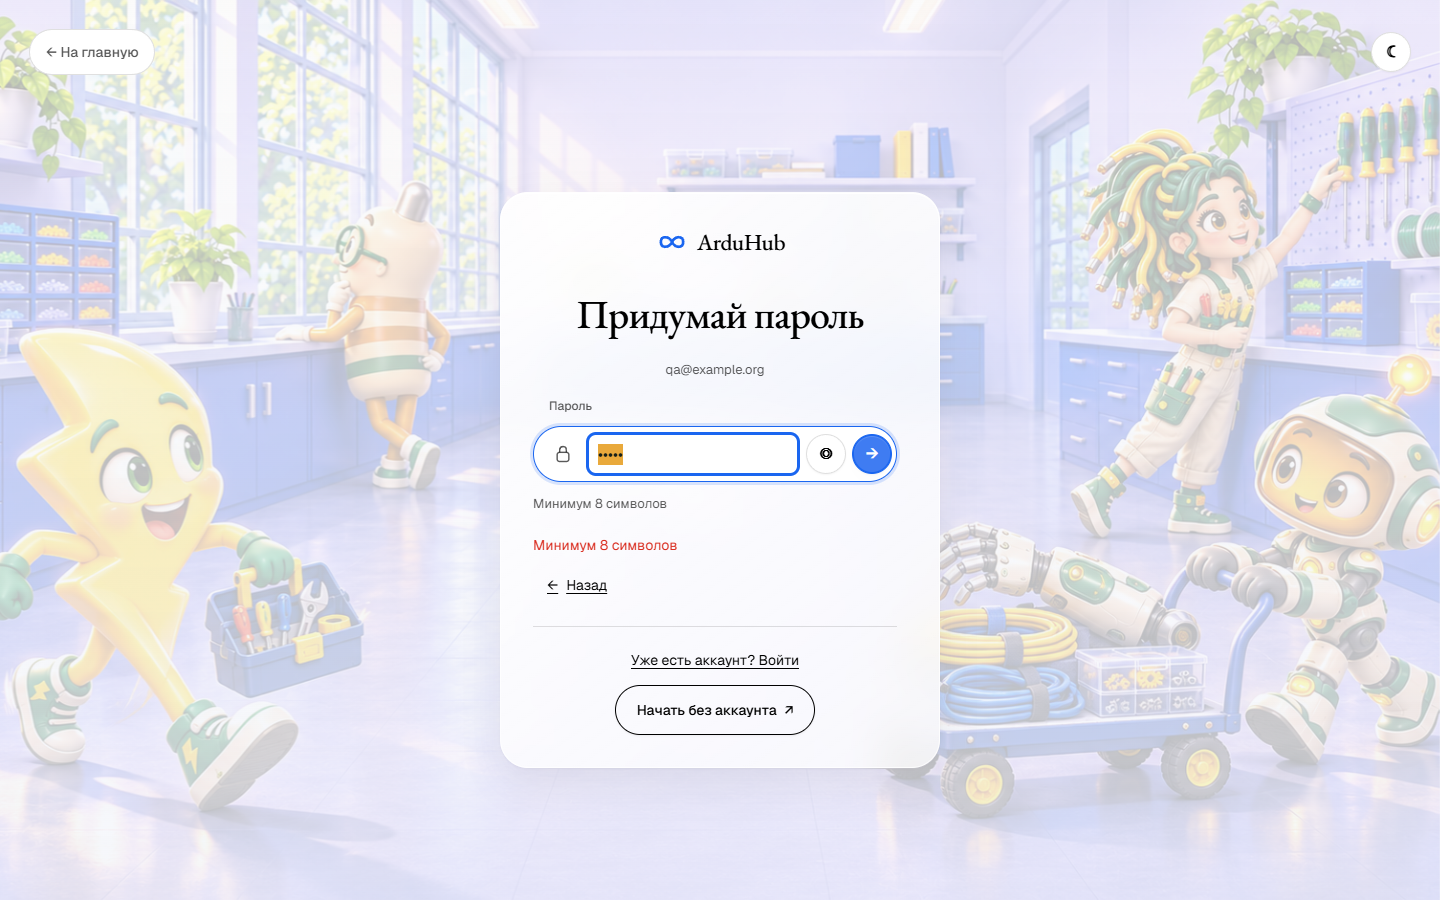 ← На главную
ArduHub
Придумай пароль
qa@example.org
Пароль
•••••
Минимум 8 символов
Минимум 8 символов
← Назад
Уже есть аккаунт? Войти
Начать без аккаунта ↗